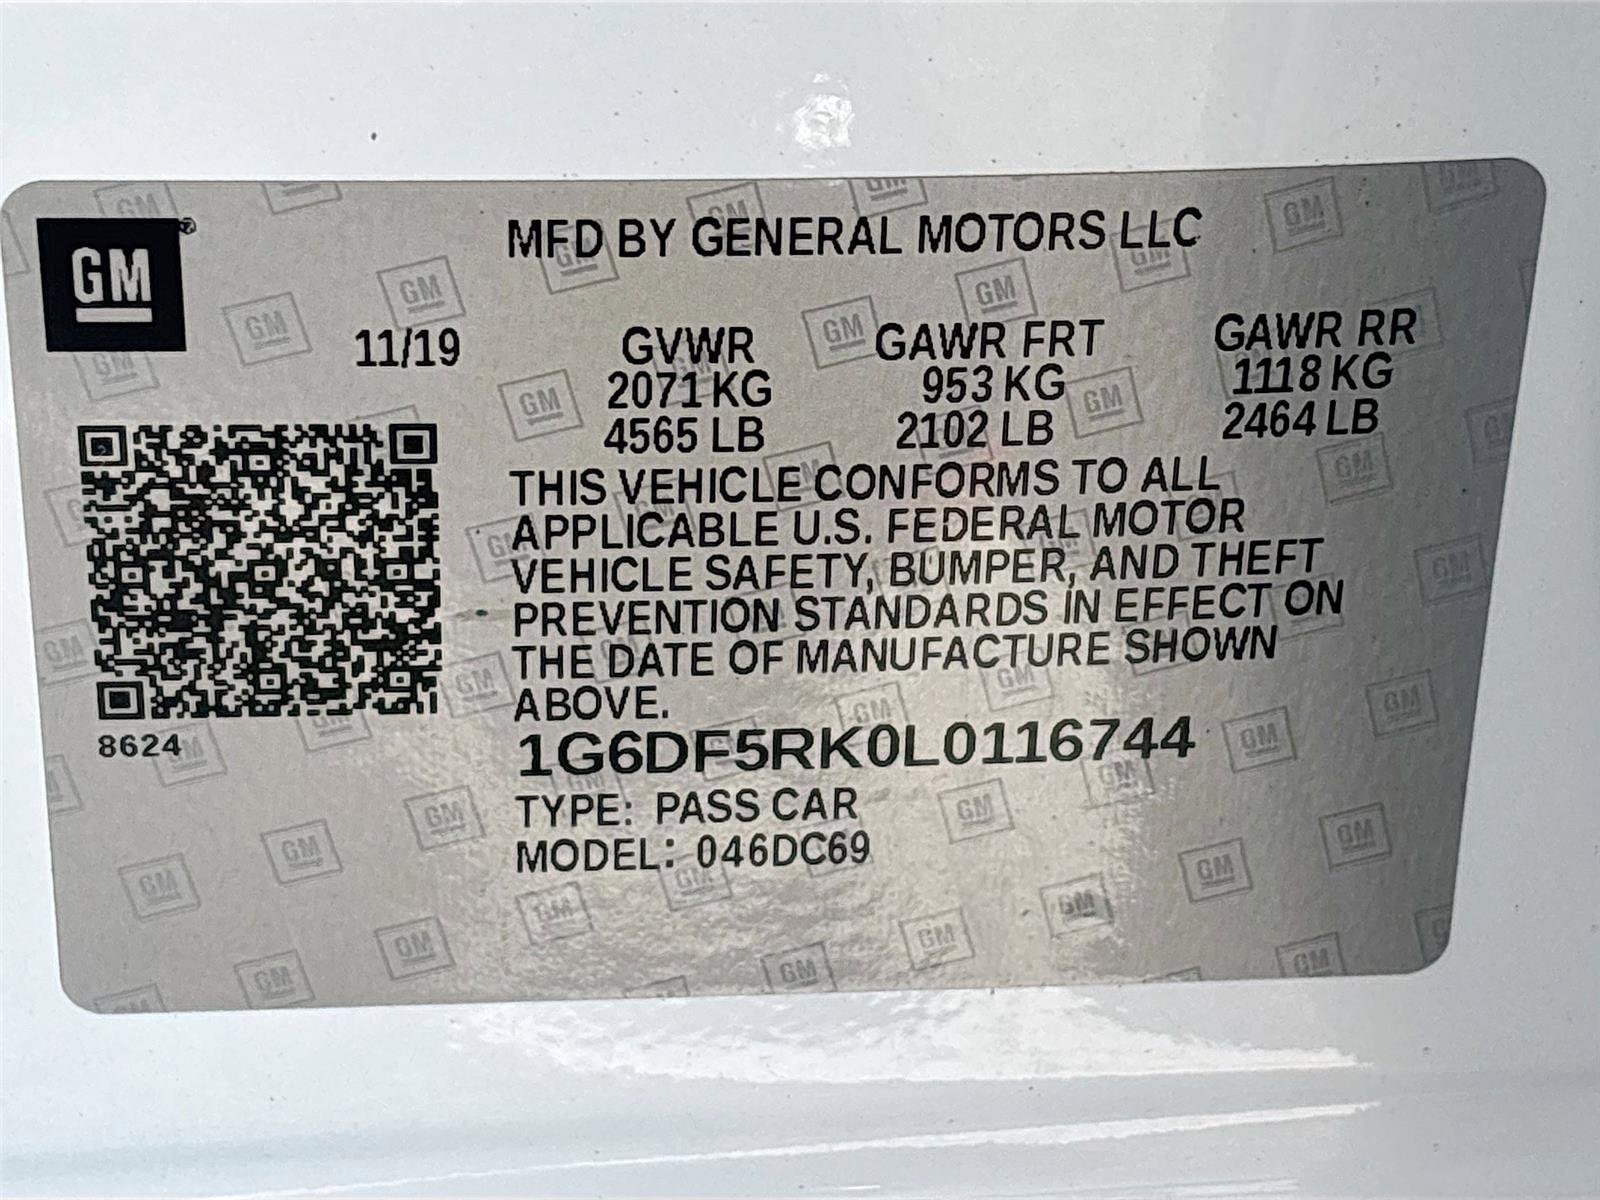 GM
MFD BY GENERAL MOTORS LLC
11/19 GVWR GAWR FRT GAWR RR
2071 KG 953 KG 1118 KG
4565 LB 2102 LB 2464 LB
THIS VEHICLE CONFORMS TO ALL
APPLICABLE U.S. FEDERAL MOTOR
VEHICLE SAFETY, BUMPER, AND THEFT
PREVENTION STANDARDS IN EFFECT ON
THE DATE OF MANUFACTURE SHOWN
ABOVE.
8624
1G6DF5RK0L0116744
TYPE: PASS CAR
MODEL: 046DC69